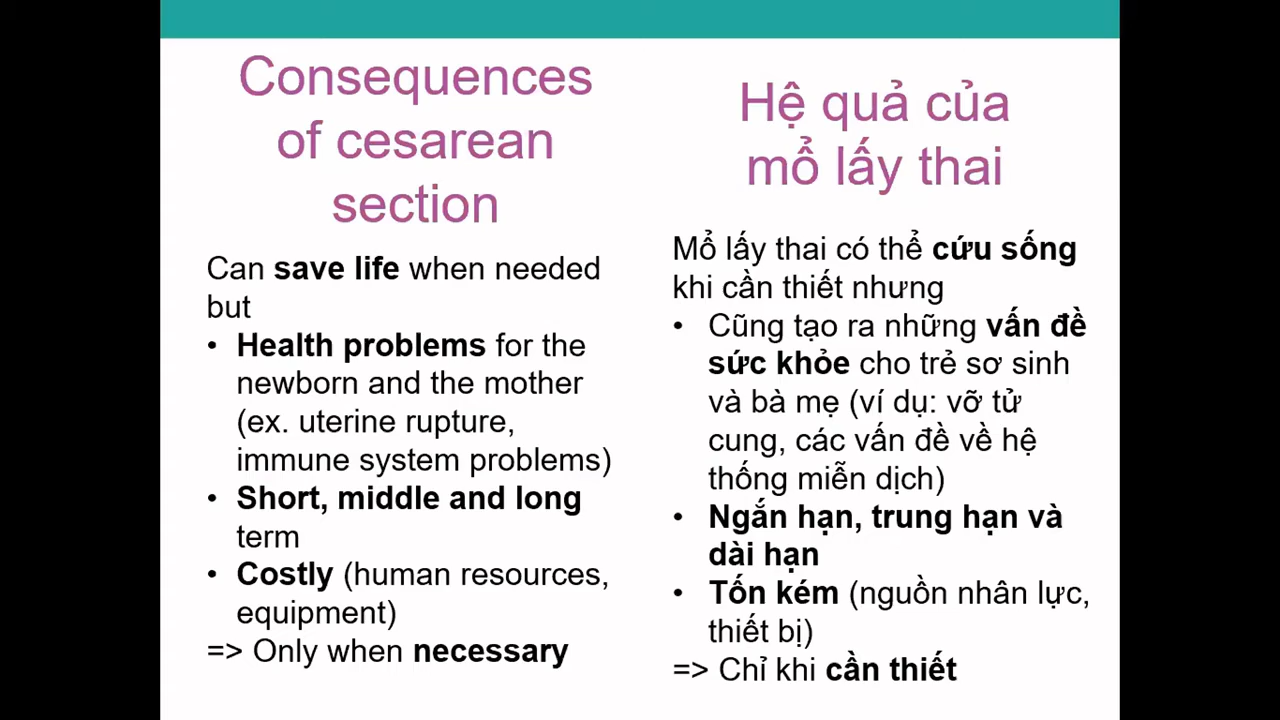 Consequences
of cesarean
section
Can save life when needed
but
• Health problems for the
newborn and the mother
(ex. uterine rupture,
immune system problems)
• Short, middle and long
term
• Costly (human resources,
equipment)
=> Only when necessary
Hệ quả của
mổ lấy thai
Mổ lấy thai có thể cứu sống
khi cần thiết nhưng
• Cũng tạo ra những vấn đề
sức khỏe cho trẻ sơ sinh
và bà mẹ (ví dụ: vỡ tử
cung, các vấn đề về hệ
thống miễn dịch)
• Ngắn hạn, trung hạn và
dài hạn
• Tốn kém (nguồn nhân lực,
thiết bị)
=> Chỉ khi cần thiết